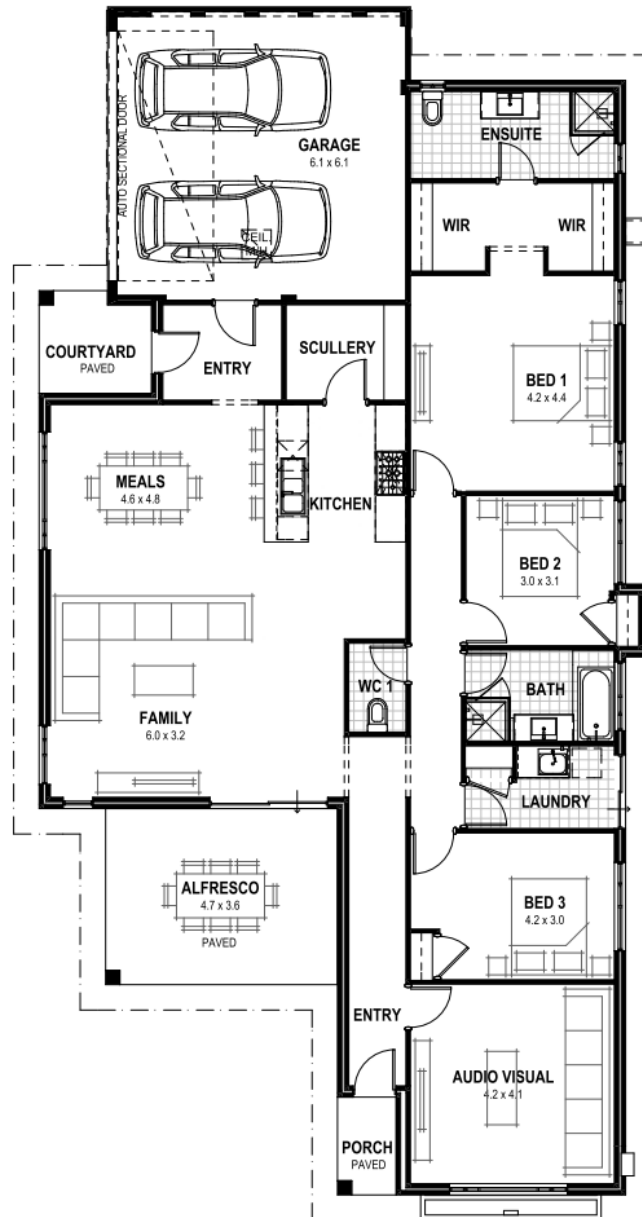 AUTO SECTIONAL DOOR
GARAGE
6.1 x 6.1
CEIL
M/H
ENSUITE
WIR
WIR
COURTYARD
PAVED
ENTRY
SCULLERY
BED 1
4.2 x 4.4
MEALS
4.6 x 4.8
KITCHEN
BED 2
3.0 x 3.1
WC 1
BATH
FAMILY
6.0 x 3.2
LAUNDRY
ALFRESCO
4.7 x 3.6
PAVED
BED 3
4.2 x 3.0
ENTRY
AUDIO VISUAL
4.2 x 4.1
PORCH
PAVED